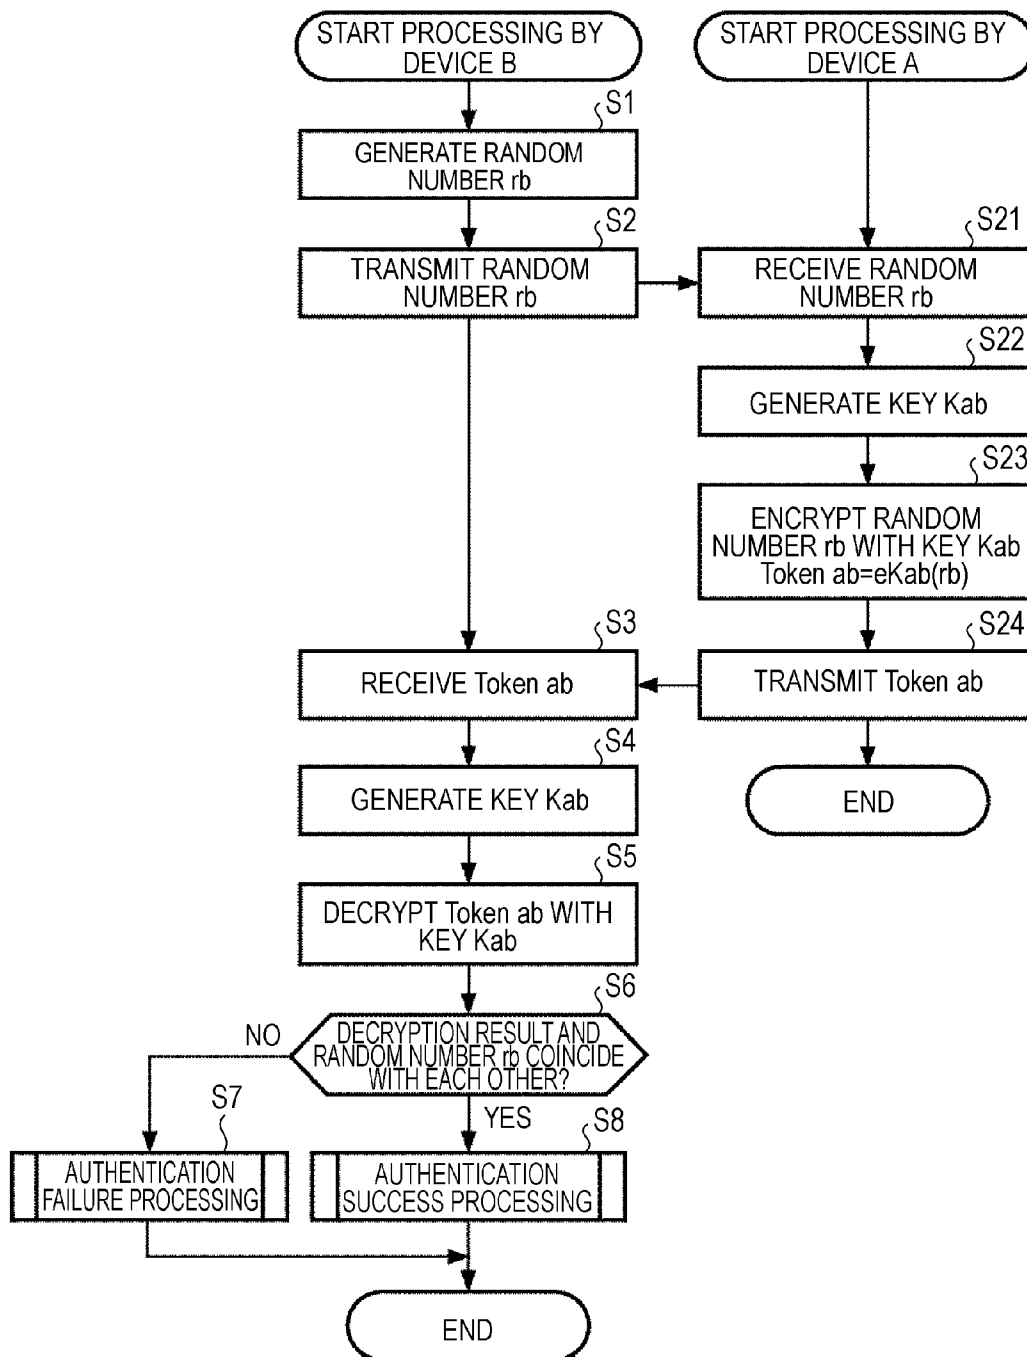 START PROCESSING BY
DEVICE B
START PROCESSING BY
DEVICE A
S1
GENERATE RANDOM
NUMBER rb
S2
TRANSMIT RANDOM
NUMBER rb
S21
RECEIVE RANDOM
NUMBER rb
S22
GENERATE KEY Kab
S23
ENCRYPT RANDOM
NUMBER rb WITH KEY Kab
Token ab=eKab(rb)
S3
RECEIVE Token ab
S24
TRANSMIT Token ab
S4
GENERATE KEY Kab
END
S5
DECRYPT Token ab WITH
KEY Kab
S6
DECRYPTION RESULT AND
RANDOM NUMBER rb COINCIDE
WITH EACH OTHER?
NO
YES
S7
AUTHENTICATION
FAILURE PROCESSING
S8
AUTHENTICATION
SUCCESS PROCESSING
END